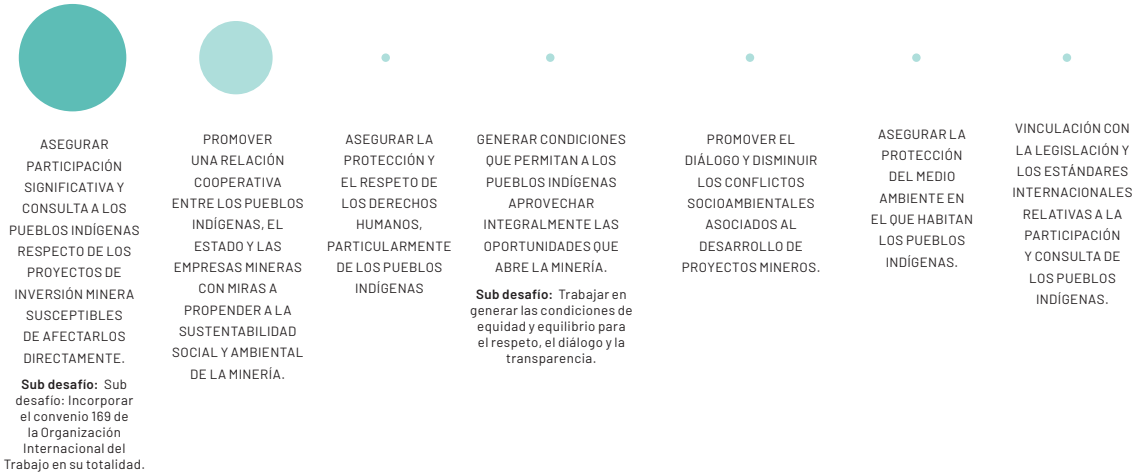 ASEGURAR
PARTICIPACIÓN
SIGNIFICATIVA Y
CONSULTA A LOS
PUEBLOS INDÍGENAS
RESPECTO DE LOS
PROYECTOS DE
INVERSIÓN MINERA
SUSCEPTIBLES
DE AFECTARLOS
DIRECTAMENTE.
Sub desafío: Sub
desafío: Incorporar
el convenio 169 de
la Organización
Internacional del
Trabajo en su totalidad.
PROMOVER
UNA RELACIÓN
COOPERATIVA
ENTRE LOS PUEBLOS
INDÍGENAS, EL
ESTADO Y LAS
EMPRESAS MINERAS
CON MIRAS A
PROPENDER A LA
SUSTENTABILIDAD
SOCIAL Y AMBIENTAL
DE LA MINERÍA.
ASEGURAR LA
PROTECCIÓN Y
EL RESPETO DE
LOS DERECHOS
HUMANOS,
PARTICULARMENTE
DE LOS PUEBLOS
INDÍGENAS
GENERAR CONDICIONES
QUE PERMITAN A LOS
PUEBLOS INDÍGENAS
APROVECHAR
INTEGRALMENTE LAS
OPORTUNIDADES QUE
ABRE LA MINERÍA.
Sub desafío: Trabajar en
generar las condiciones de
equidad y equilibrio para
el respeto, el diálogo y la
transparencia.
PROMOVER EL
DIÁLOGO Y DISMINUIR
LOS CONFLICTOS
SOCIOAMBIENTALES
ASOCIADOS AL
DESARROLLO DE
PROYECTOS MINEROS.
ASEGURAR LA
PROTECCIÓN
DEL MEDIO
AMBIENTE EN
EL QUE HABITAN
LOS PUEBLOS
INDÍGENAS.
VINCULACIÓN CON
LA LEGISLACIÓN Y
LOS ESTÁNDARES
INTERNACIONALES
RELATIVAS A LA
PARTICIPACIÓN
Y CONSULTA DE
LOS PUEBLOS
INDÍGENAS.